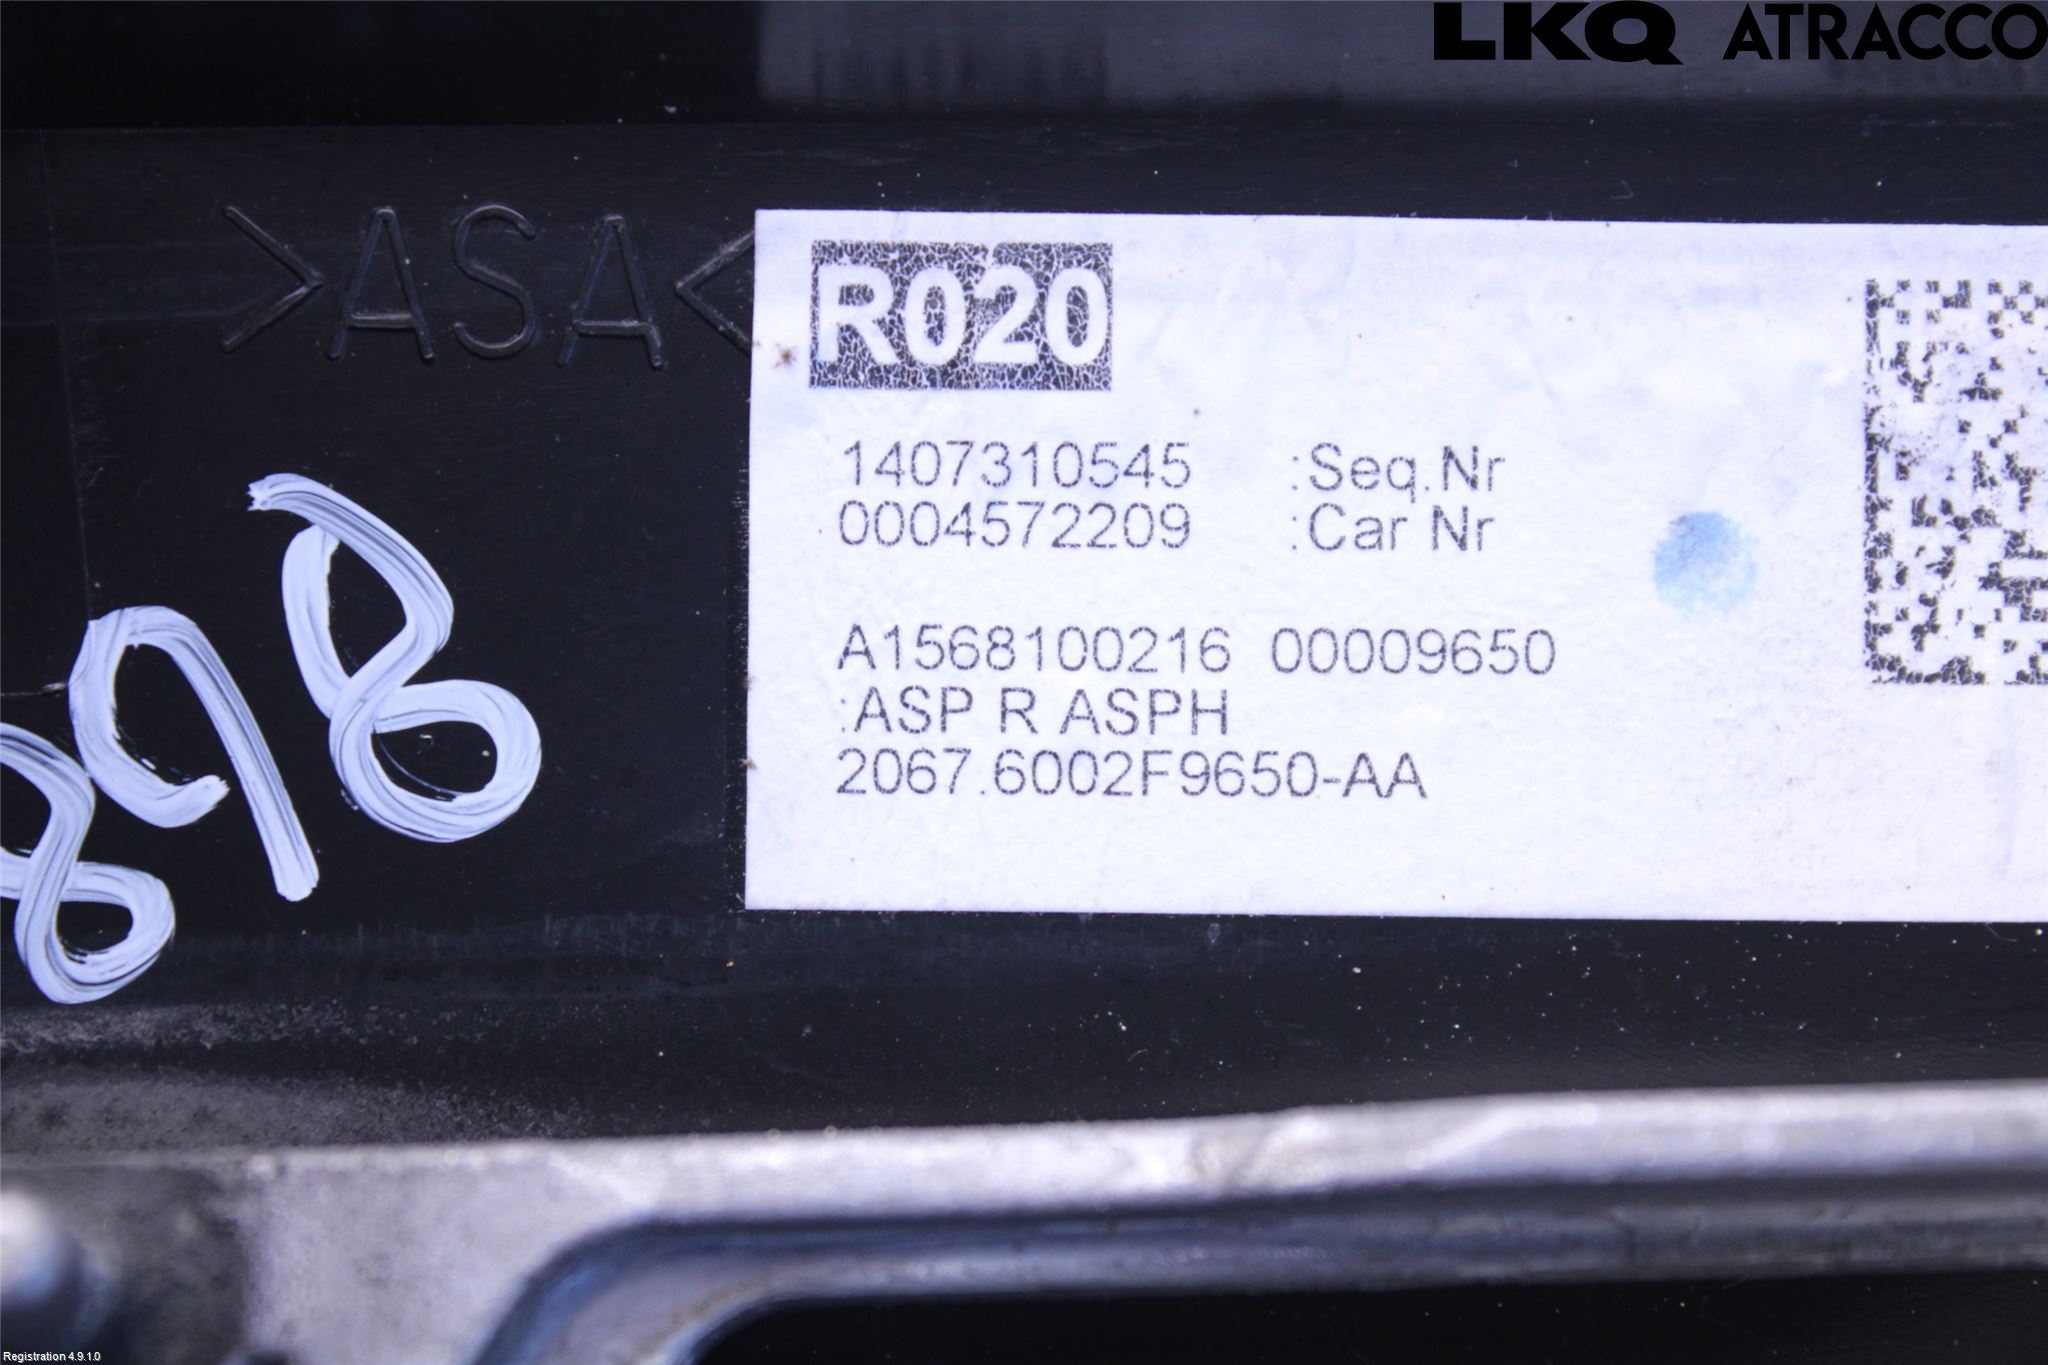 LKQ ATRACCO
>ASA<
R020
1407310545 :Seq.Nr
0004572209 :Car Nr
A1568100216 00009650
:ASP R ASPH
2067.6002F9650-AA
898
Registration 4.9.1.0